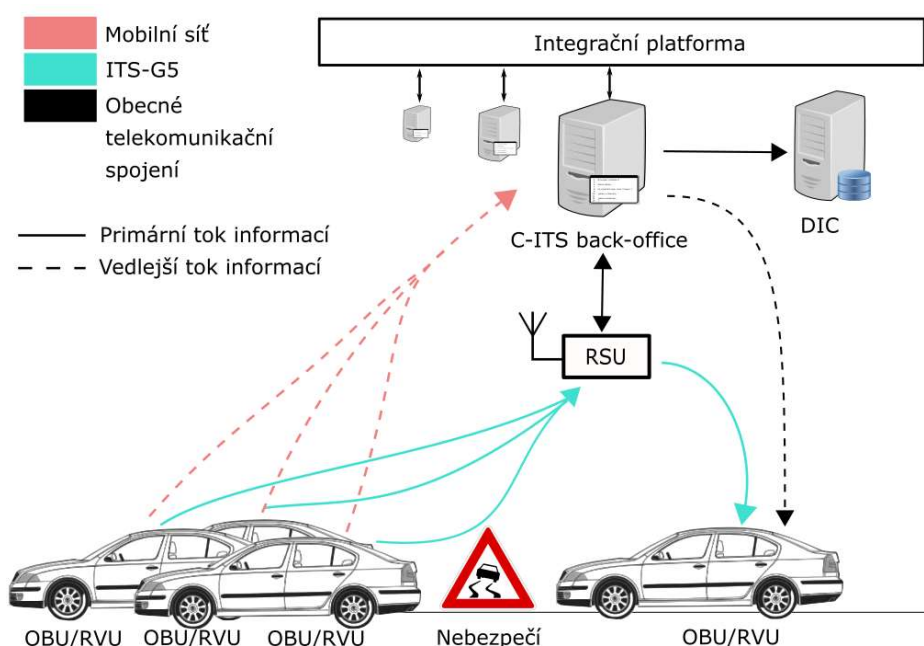 Mobilní síť
ITS-G5
Obecné
telekomunikační
spojení
Primární tok informací
Vedlejší tok informací
Integrační platforma
C-ITS back-office
DIC
RSU
OBU/RVU
OBU/RVU
OBU/RVU
Nebezpečí
OBU/RVU